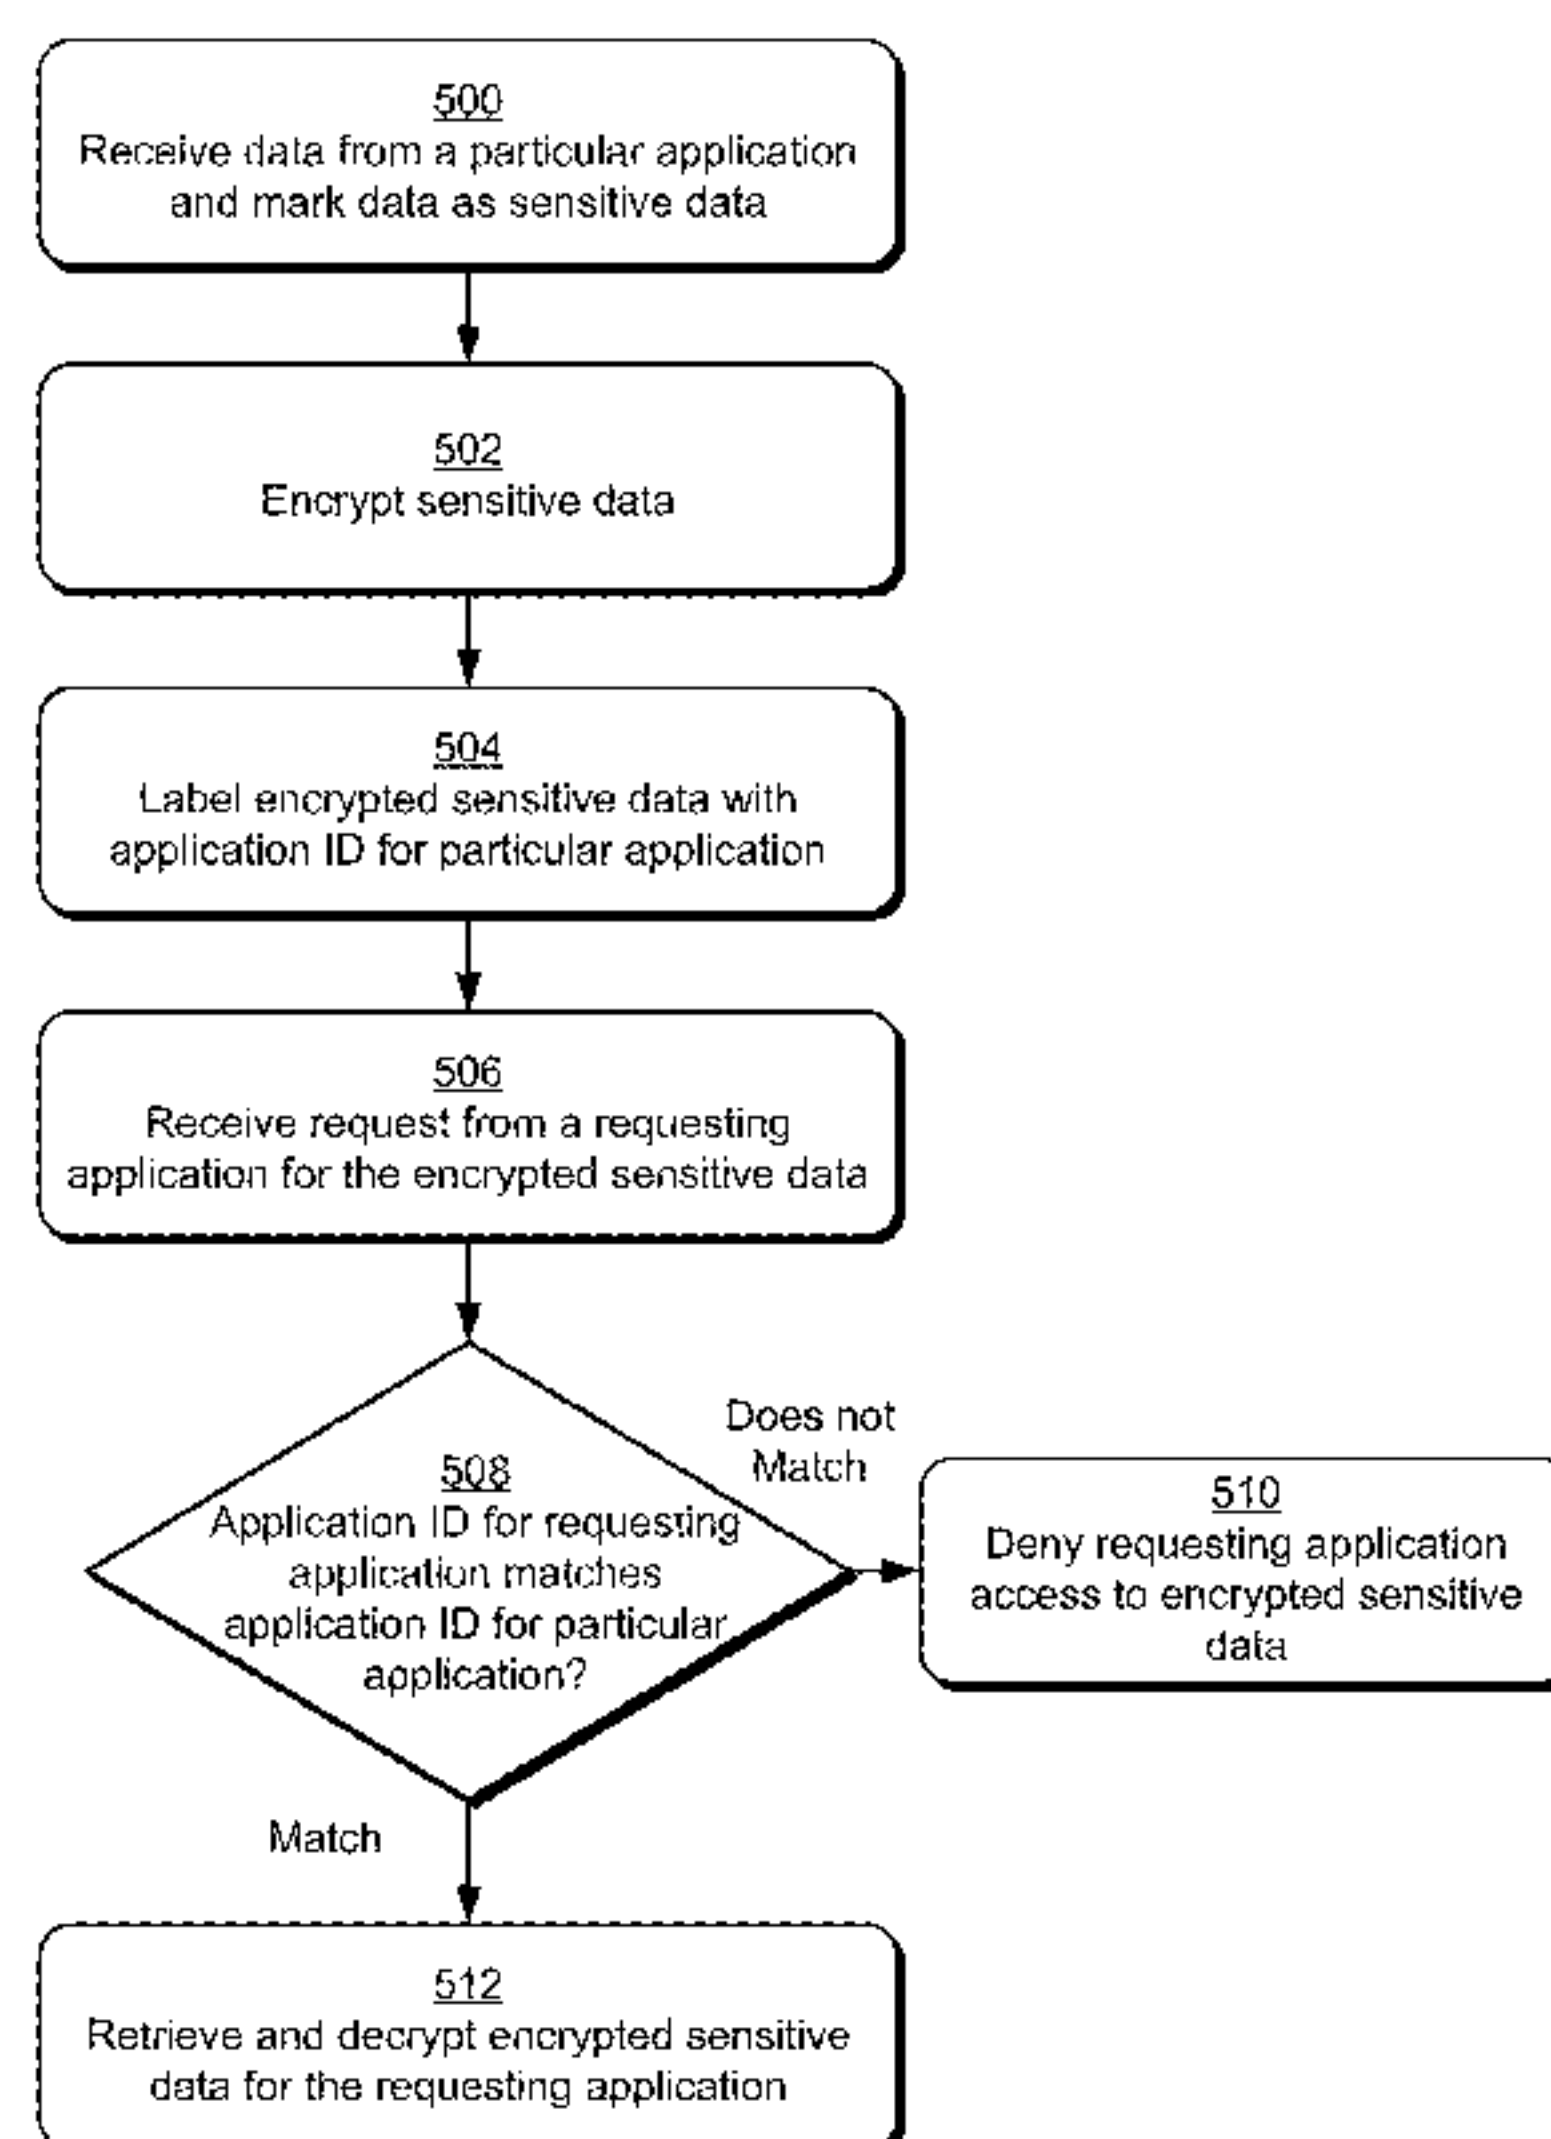 500
Receive data from a particular application
and mark data as sensitive data
502
Encrypt sensitive data
504
Label encrypted sensitive data with
application ID for particular application
506
Receive request from a requesting
application for the encrypted sensitive data
508
Application ID for requesting
application matches
application ID for particular
application?
Does not
Match
510
Deny requesting application
access to encrypted sensitive
data
Match
512
Retrieve and decrypt encrypted sensitive
data for the requesting application